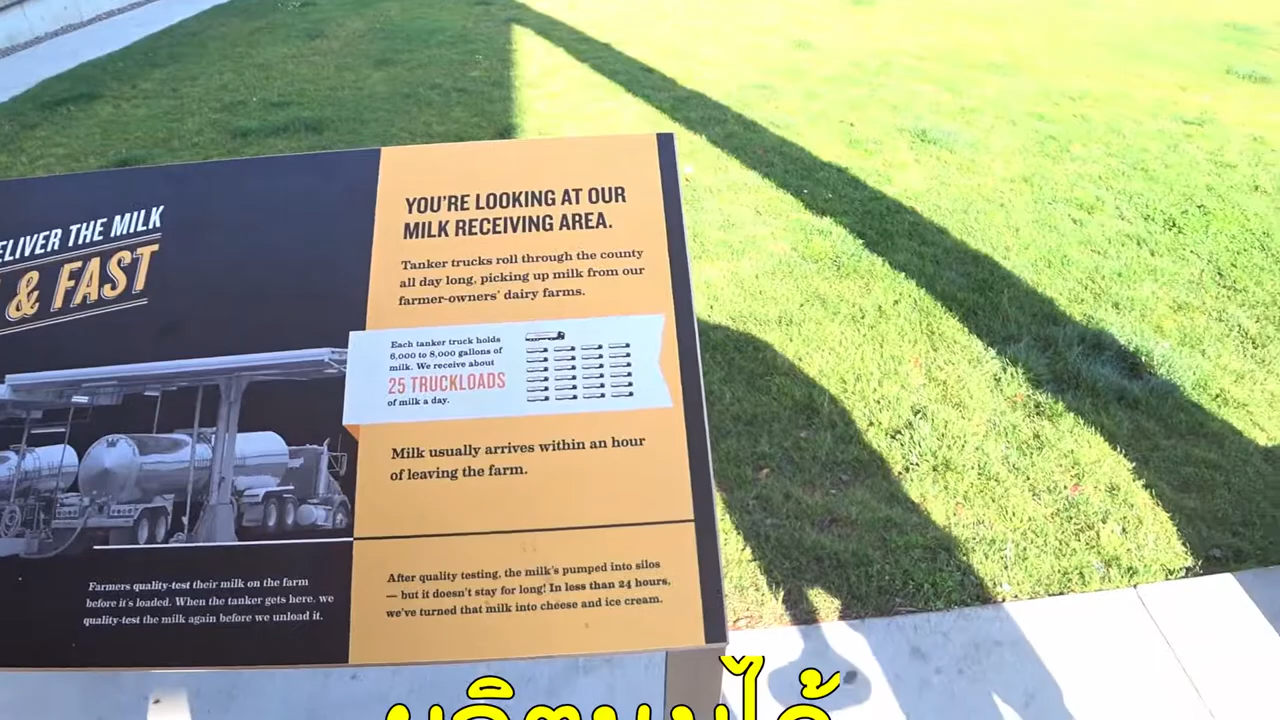 DELIVER THE MILK
& FAST
Farmers quality-test their milk on the farm
before it's loaded. When the tanker gets here, we
quality-test the milk again before we unload it.
YOU'RE LOOKING AT OUR
MILK RECEIVING AREA.
Tanker trucks roll through the county
all day long, picking up milk from our
farmer-owners' dairy farms.
Each tanker truck holds
6,000 to 8,000 gallons of
milk. We receive about
25 TRUCKLOADS
of milk a day.
Milk usually arrives within an hour
of leaving the farm.
After quality testing, the milk's pumped into silos
— but it doesn't stay for long! In less than 24 hours,
we've turned that milk into cheese and ice cream.